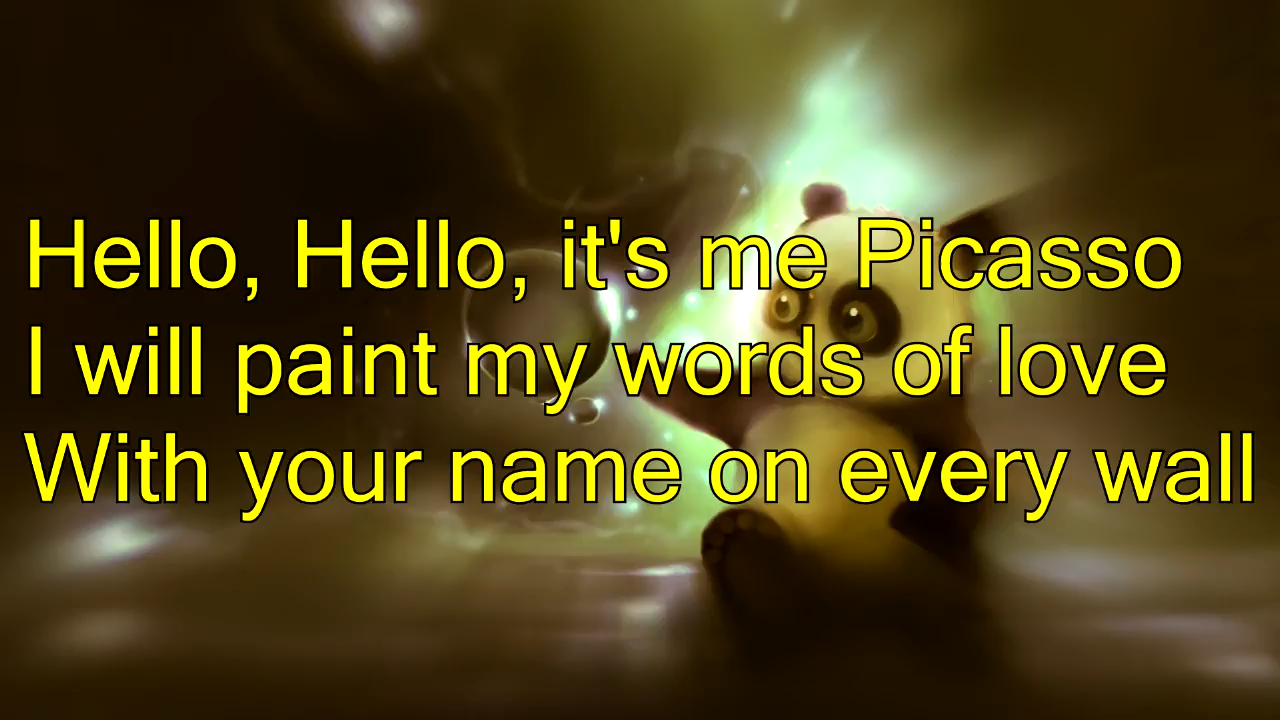 Hello, Hello, it's me Picasso
I will paint my words of love
With your name on every wall